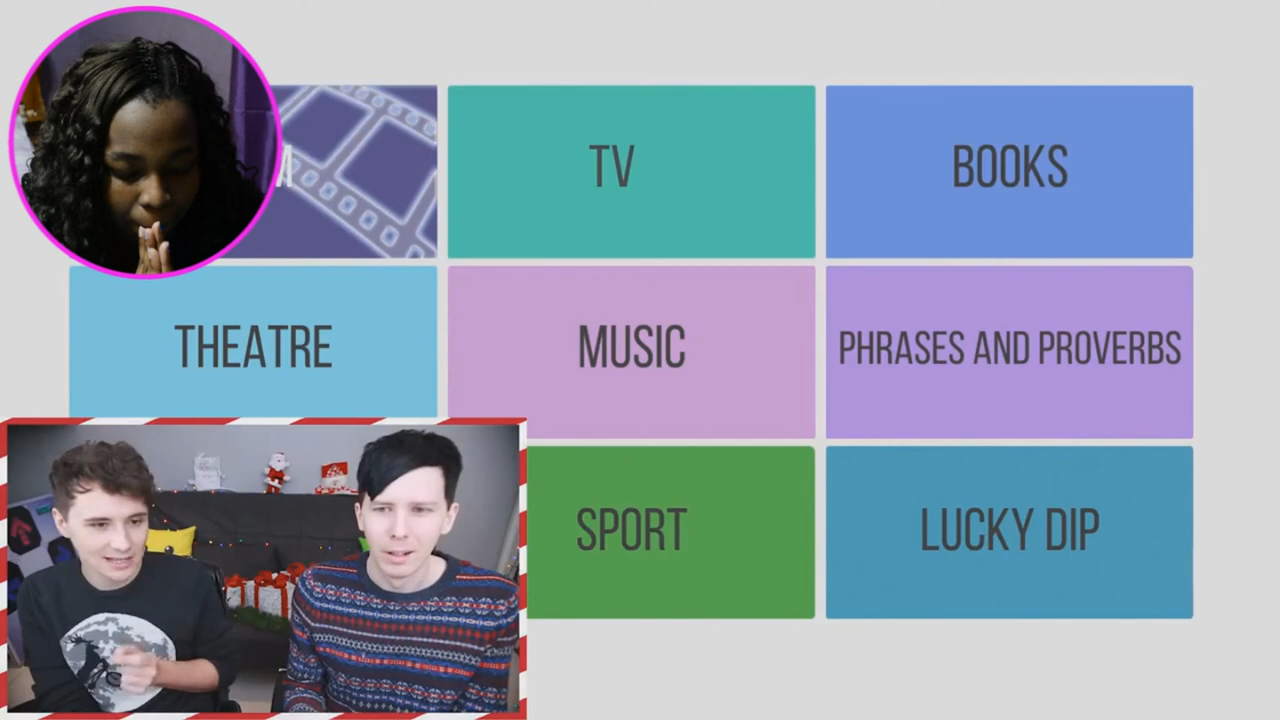 TV
BOOKS
THEATRE
MUSIC
PHRASES AND PROVERBS
SPORT
LUCKY DIP